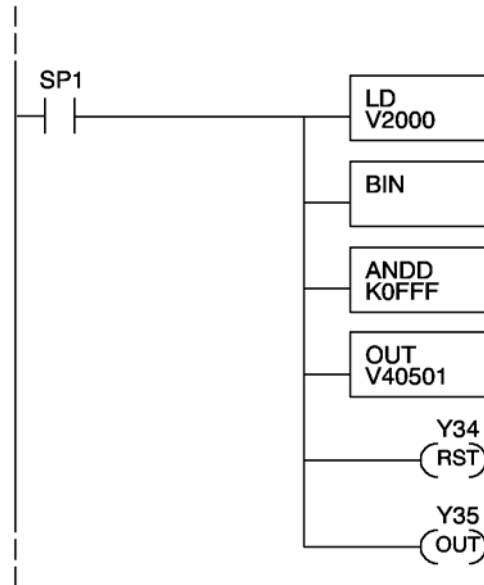 SP1
LD
V2000
BIN
ANDD
K0FFF
OUT
V40501
Y34
RST
Y35
OUT